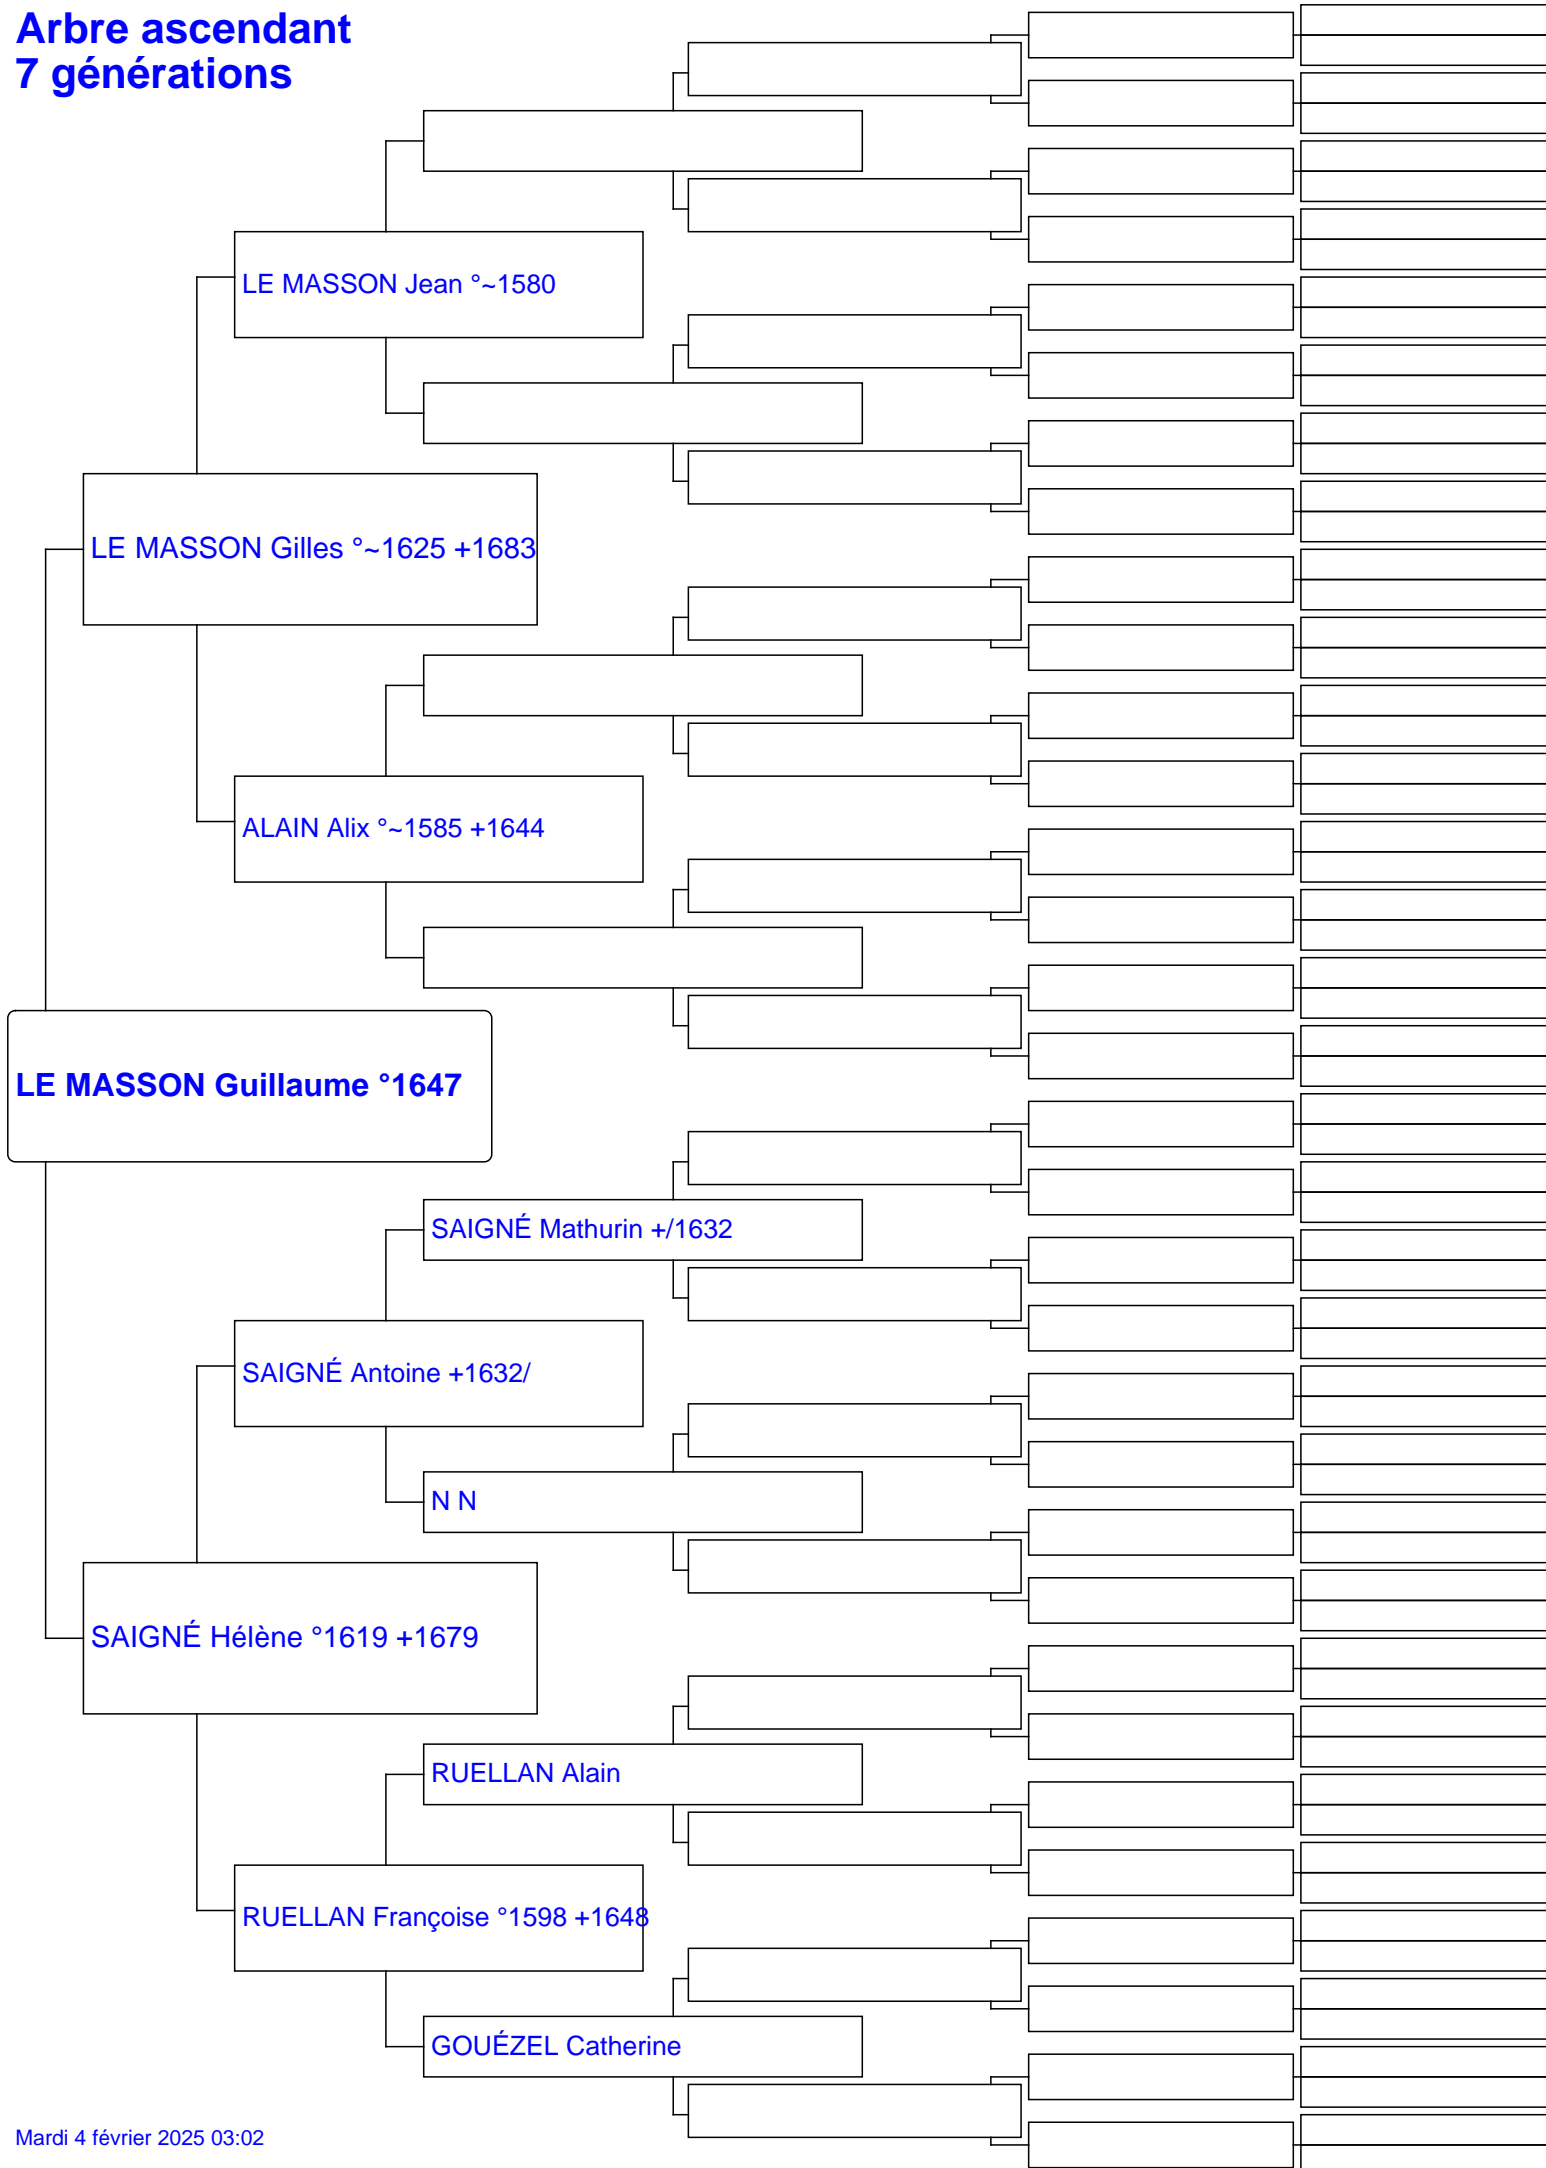 Arbre ascendant
7 générations
LE MASSON Jean °~1580
LE MASSON Gilles °~1625 +1683
ALAIN Alix °~1585 +1644
LE MASSON Guillaume °1647
SAIGNÉ Mathurin +/1632
SAIGNÉ Antoine +1632/
N N
SAIGNÉ Hélène °1619 +1679
RUELLAN Alain
RUELLAN Françoise °1598 +1648
GOUÉZEL Catherine
Mardi 4 février 2025 03:02